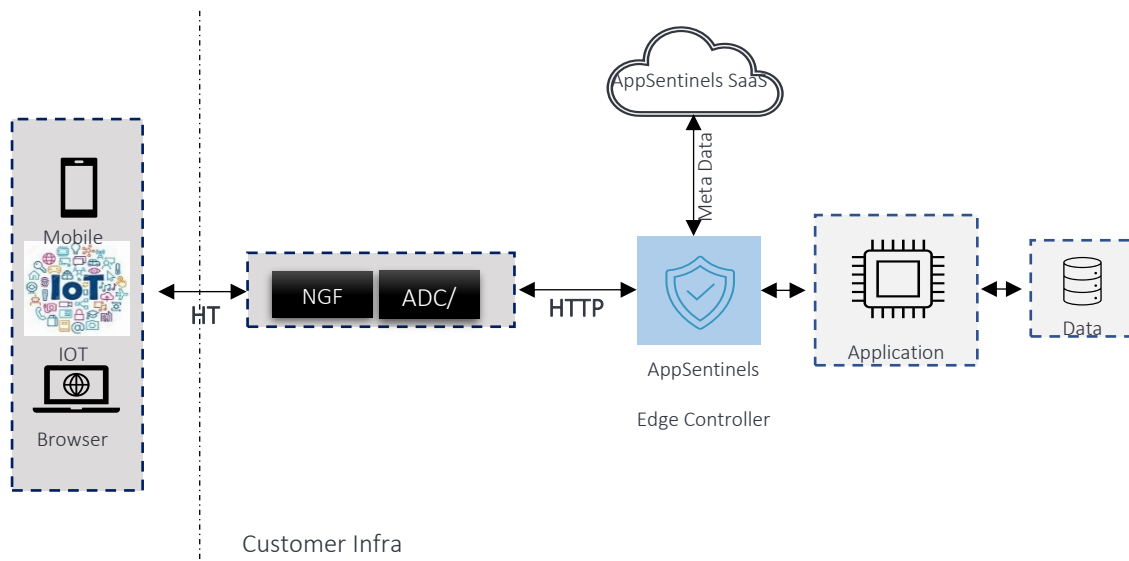 AppSentinels SaaS
Meta Data
Mobile
IoT
IOT
Browser
HT
NGF
ADC/
HTTP
AppSentinels
Edge Controller
Application
Data
Customer Infra